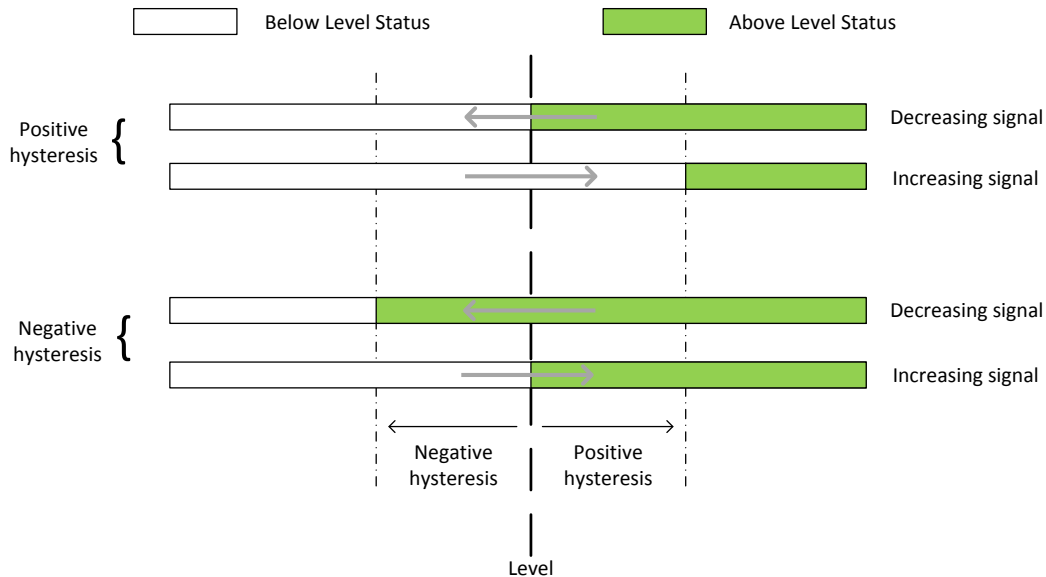 Below Level Status
Above Level Status
Positive
hysteresis
{
Decreasing signal
Increasing signal
Negative
hysteresis
{
Decreasing signal
Increasing signal
Negative
hysteresis
Positive
hysteresis
Level